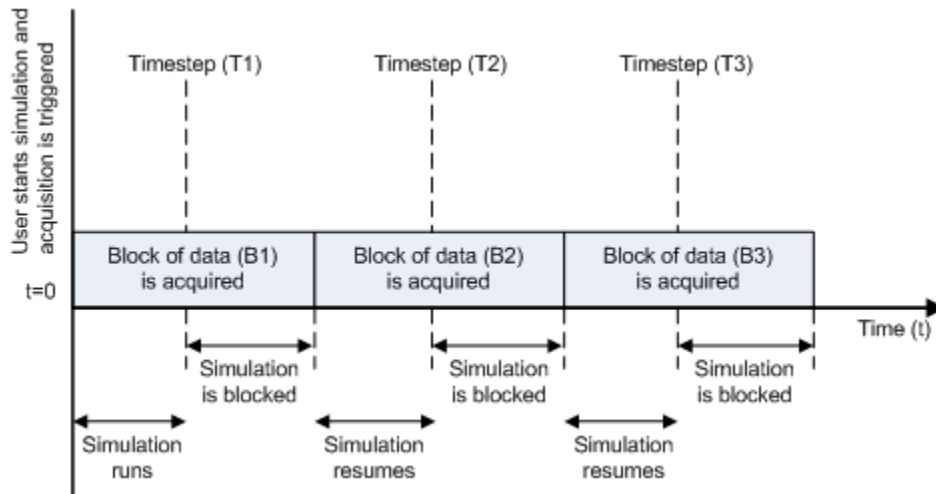 User starts simulation and
acquisition is triggered
t=0
Timestep (T1)
Timestep (T2)
Timestep (T3)
Block of data (B1)
is acquired
Block of data (B2)
is acquired
Block of data (B3)
is acquired
Time (t)
Simulation
is blocked
Simulation
is blocked
Simulation
is blocked
Simulation
runs
Simulation
resumes
Simulation
resumes